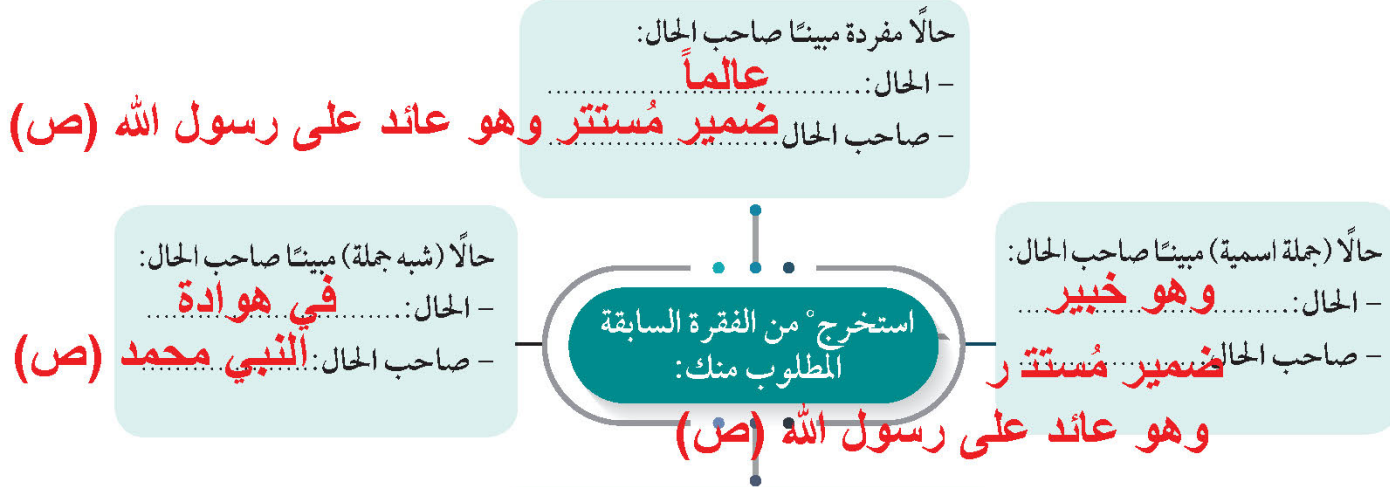 حالًا مفردة مبينًا صاحب الحال:
- الحال: عالماً
- صاحب الحال ضمير مُستتر وهو عائد على رسول الله (ص)
حالًا (جملة اسمية) مبينًا صاحب الحال:
- الحال: وهو خبير
- صاحب الحال: ضمير مُستتر
وهو عائد على رسول الله (ص)
استخرج من الفقرة السابقة
المطلوب منك:
حالًا (شبه جملة) مبينًا صاحب الحال:
- الحال: في هوادة
- صاحب الحال: النبي محمد (ص)